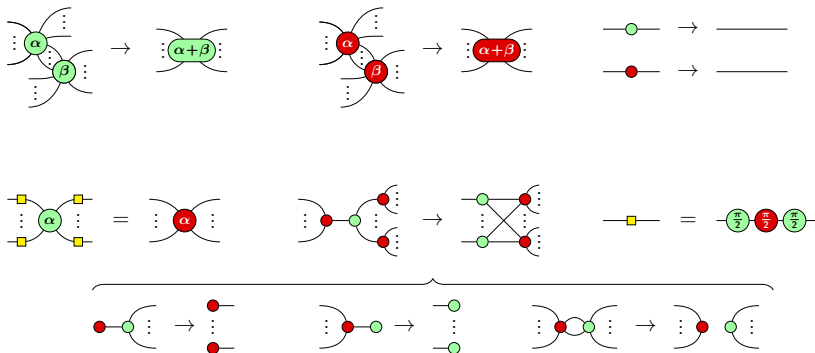 α β → α+β α β → α+β → →
α = α → = π/2 π/2 π/2
→ → →